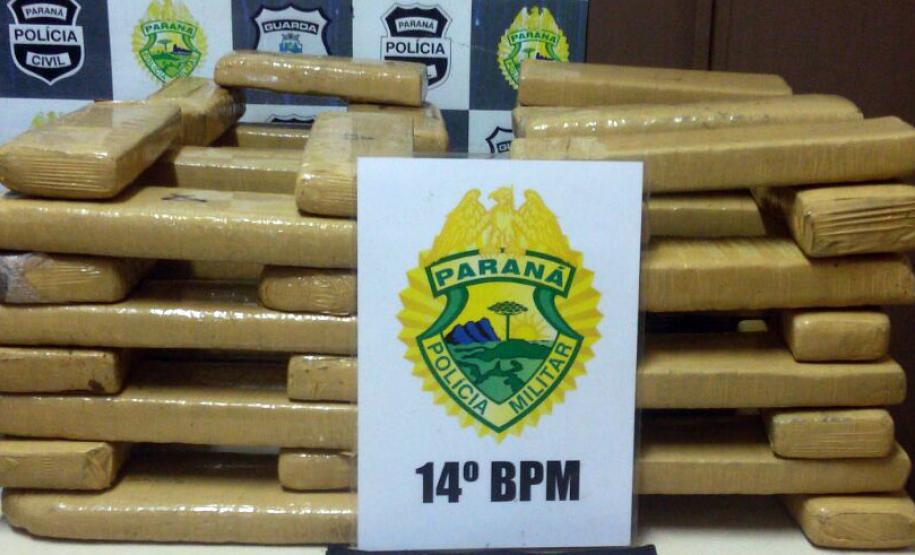 PARANÁ
POLÍCIA
CIVIL
PARANÁ
GUARDA
PARANÁ
POLÍCIA
PARANÁ
PARANÁ
POLÍCIA MILITAR
14º BPM